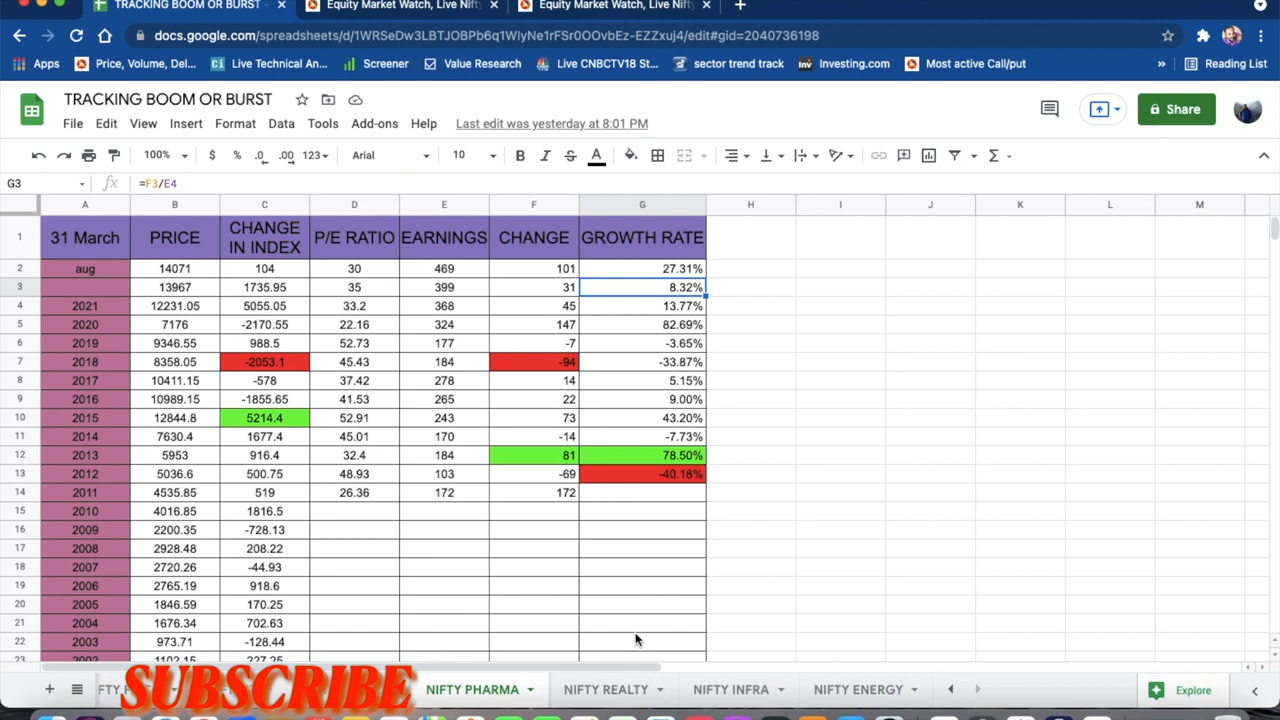 TRACKING BOOM OR BURST - × Equity Market Watch, Live Nift × Equity Market Watch, Live Nifty × +
docs.google.com/spreadsheets/d/1WRSeDw3LBTJOBPb6q1WIyNe1rFSr0OOvbEz-EZZxuj4/edit#gid=2040736198
Apps Price, Volume, Del... Ci Live Technical An... Screener Value Research Live CNBCTV18 St... sector trend track Inv Investing.com Most active Call/put » Reading List
TRACKING BOOM OR BURST
File Edit View Insert Format Data Tools Add-ons Help Last edit was yesterday at 8:01 PM Share
100% $ % .0 .00 123 Arial 10 B I S A Σ
G3 fx =F3/E4
A B C D E F G H I J K L M
1 31 March PRICE CHANGE IN INDEX P/E RATIO EARNINGS CHANGE GROWTH RATE
2 aug 14071 104 30 469 101 27.31%
3 13967 1735.95 35 399 31 8.32%
4 2021 12231.05 5055.05 33.2 368 45 13.77%
5 2020 7176 -2170.55 22.16 324 147 82.69%
6 2019 9346.55 988.5 52.73 177 -7 -3.65%
7 2018 8358.05 -2053.1 45.43 184 -94 -33.87%
8 2017 10411.15 -578 37.42 278 14 5.15%
9 2016 10989.15 -1855.65 41.53 265 22 9.00%
10 2015 12844.8 5214.4 52.91 243 73 43.20%
11 2014 7630.4 1677.4 45.01 170 -14 -7.73%
12 2013 5953 916.4 32.4 184 81 78.50%
13 2012 5036.6 500.75 48.93 103 -69 -40.18%
14 2011 4535.85 519 26.36 172 172
15 2010 4016.85 1816.5
16 2009 2200.35 -728.13
17 2008 2928.48 208.22
18 2007 2720.26 -44.93
19 2006 2765.19 918.6
20 2005 1846.59 170.25
21 2004 1676.34 702.63
22 2003 973.71 -128.44
23 2002 1102.15 227.25
SUBSCRIBE
NIFTY PHARMA NIFTY REALTY NIFTY INFRA NIFTY ENERGY Explore